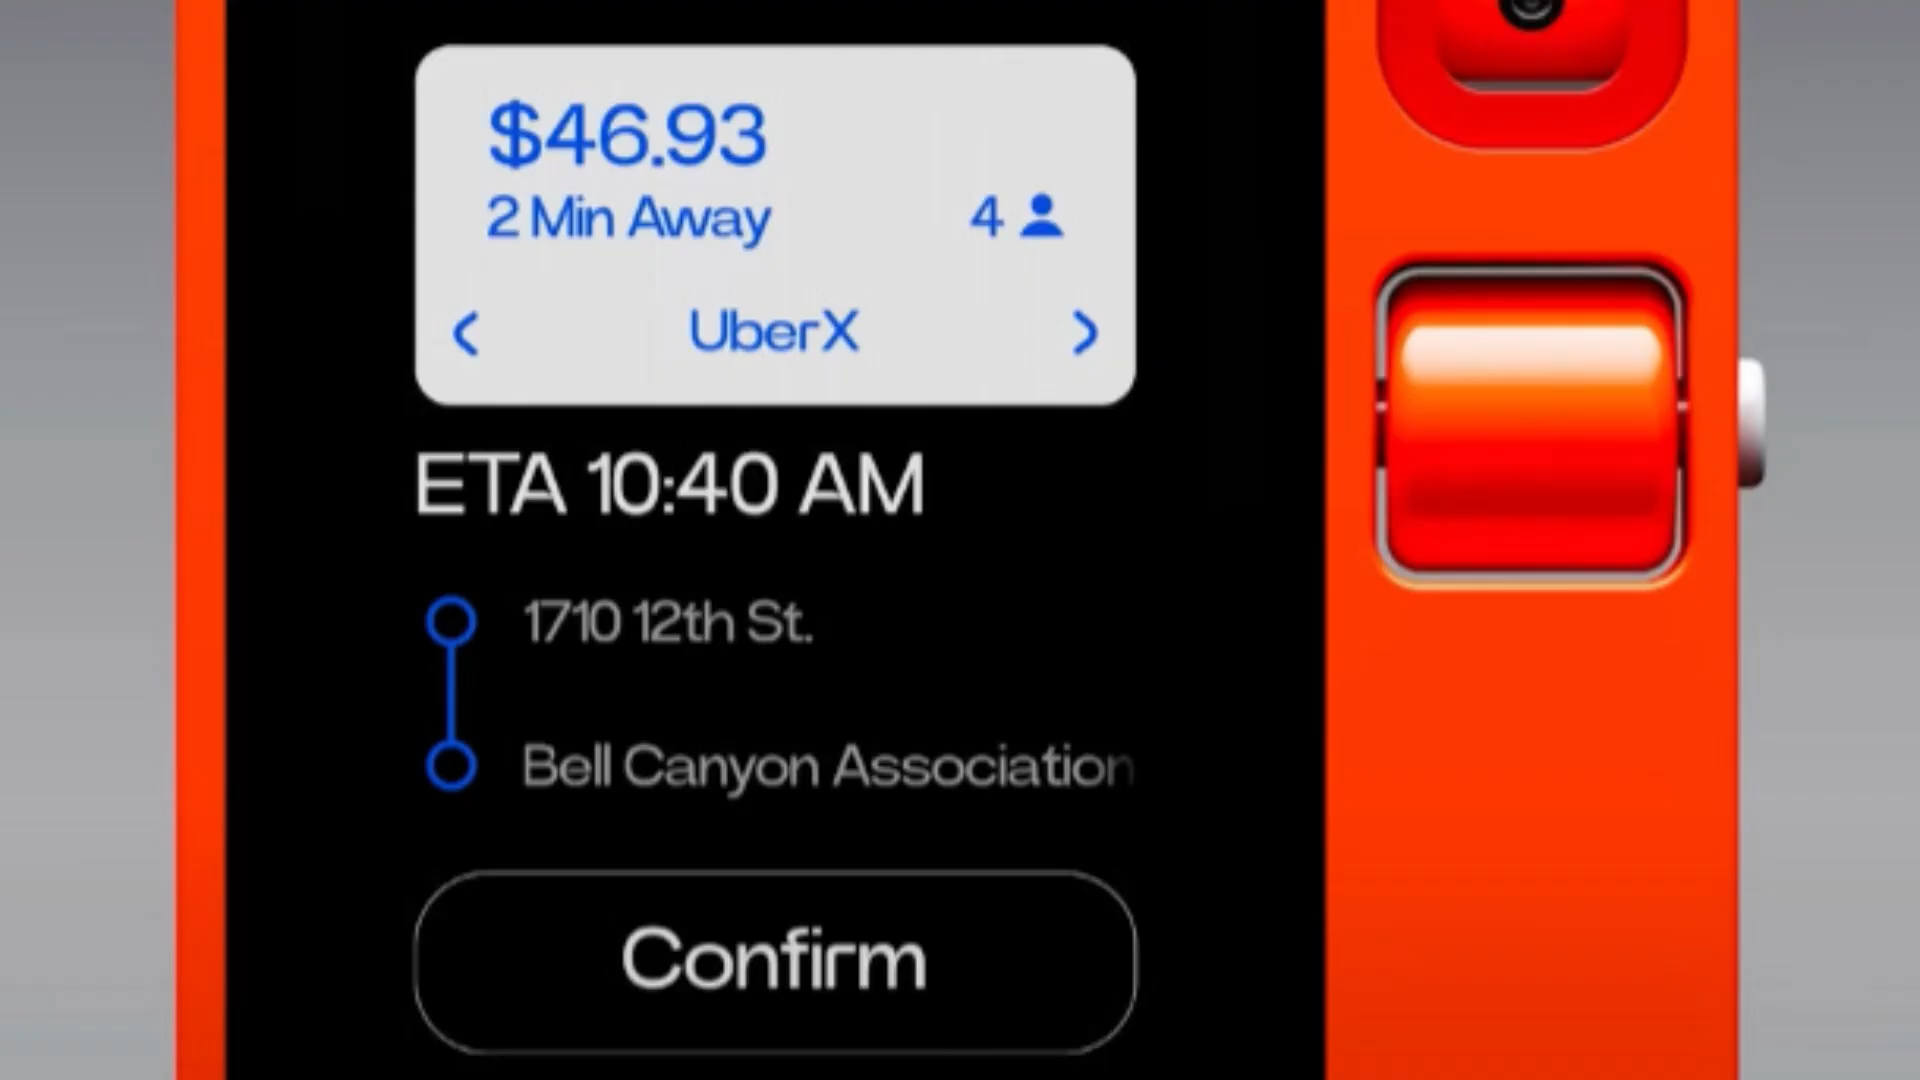 $46.93
2 Min Away
4
UberX
ETA 10:40 AM
1710 12th St.
Bell Canyon Association
Confirm